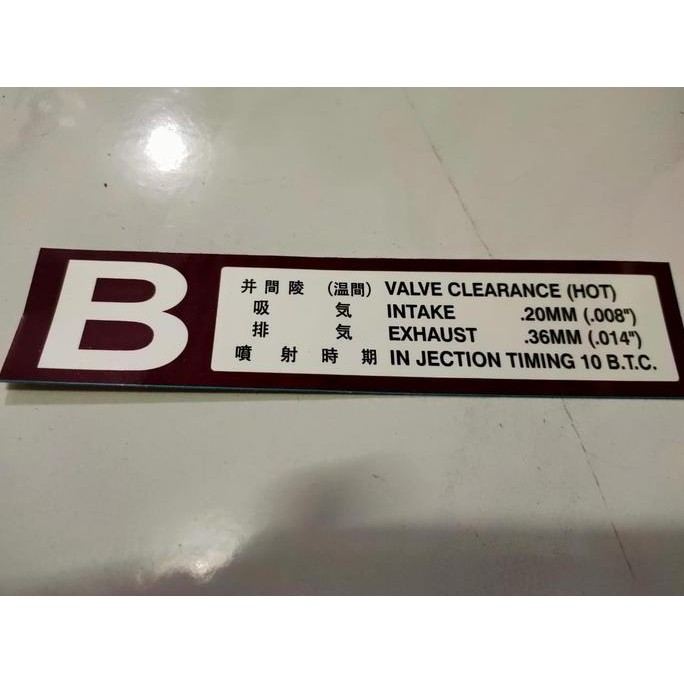 B
并間陵 (温間) VALVE CLEARANCE (HOT)
吸気 INTAKE .20MM (.008")
排気 EXHAUST .36MM (.014")
噴射時期 IN JECTION TIMING 10 B.T.C.